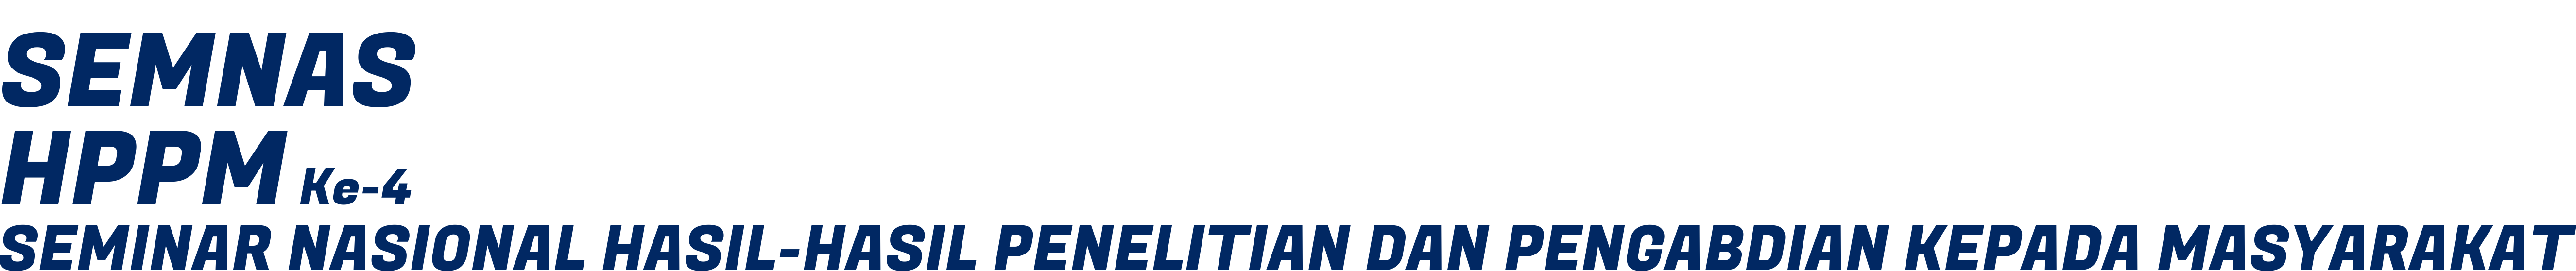 SEMNAS
HPPM Ke-4
SEMINAR NASIONAL HASIL-HASIL PENELITIAN DAN PENGABDIAN KEPADA MASYARAKAT